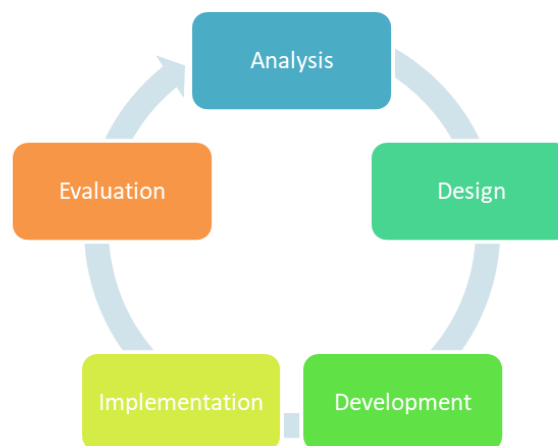 Analysis
Design
Development
Implementation
Evaluation